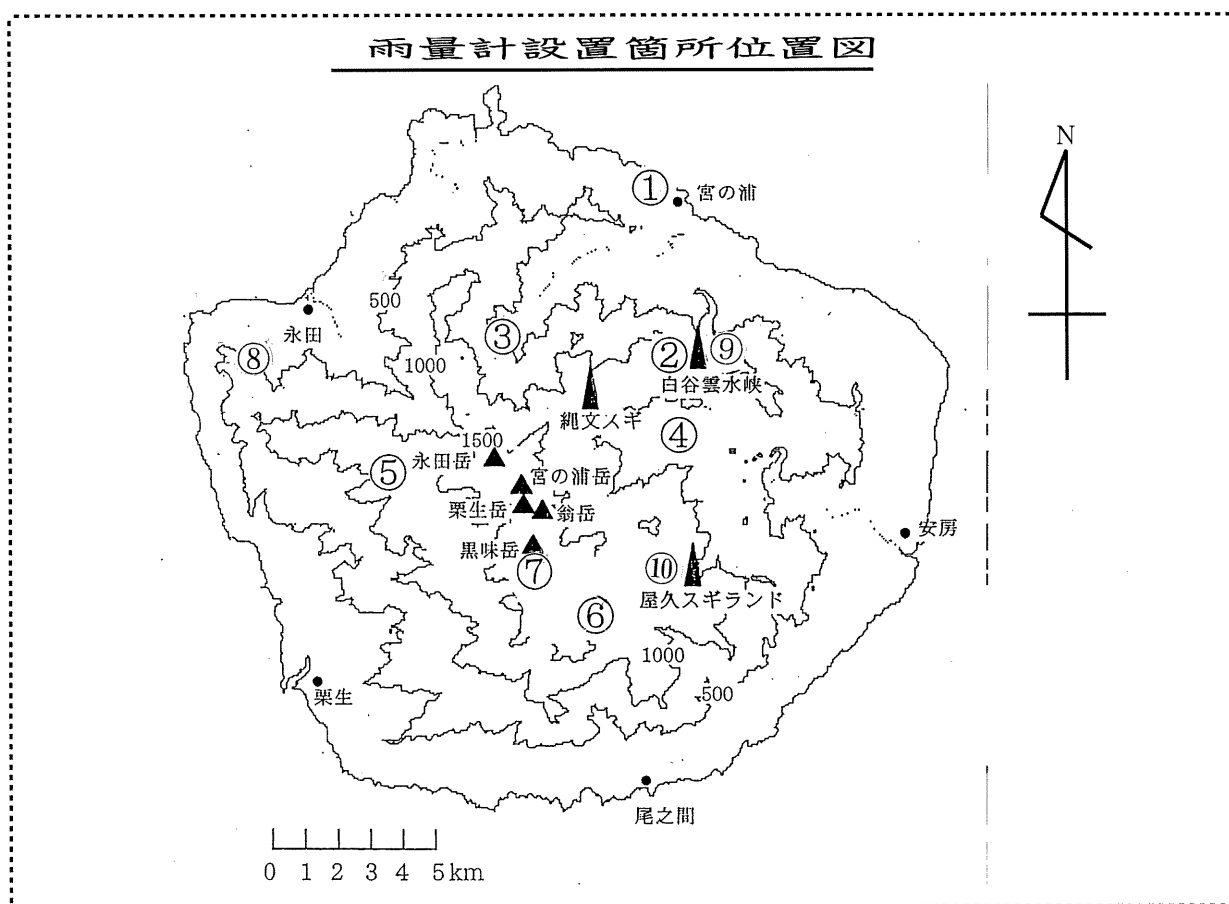 雨量計設置箇所位置図
N
① 宮の浦
500
永田
③
⑧
1000
② ⑨
白谷雲水峡
縄文スギ
④
1500
永田岳
⑤
宮の浦岳
栗生岳
翁岳
安房
黒味岳
⑦
⑩
屋久スギランド
⑥
1000
500
栗生
尾之間
0 1 2 3 4 5km